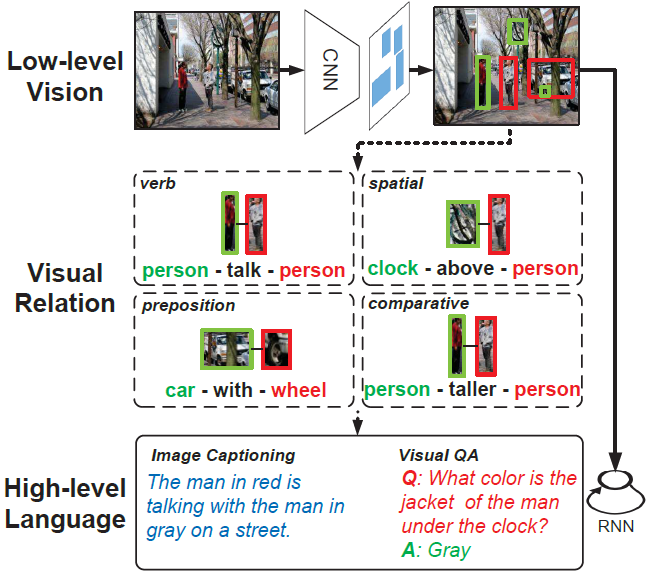 Low-level
Vision
CNN
verb
person - talk - person
spatial
clock - above - person
Visual
Relation
preposition
car - with - wheel
comparative
person - taller - person
High-level
Language
Image Captioning
The man in red is
talking with the man in
gray on a street.
Visual QA
Q: What color is the
jacket of the man
under the clock?
A: Gray
RNN